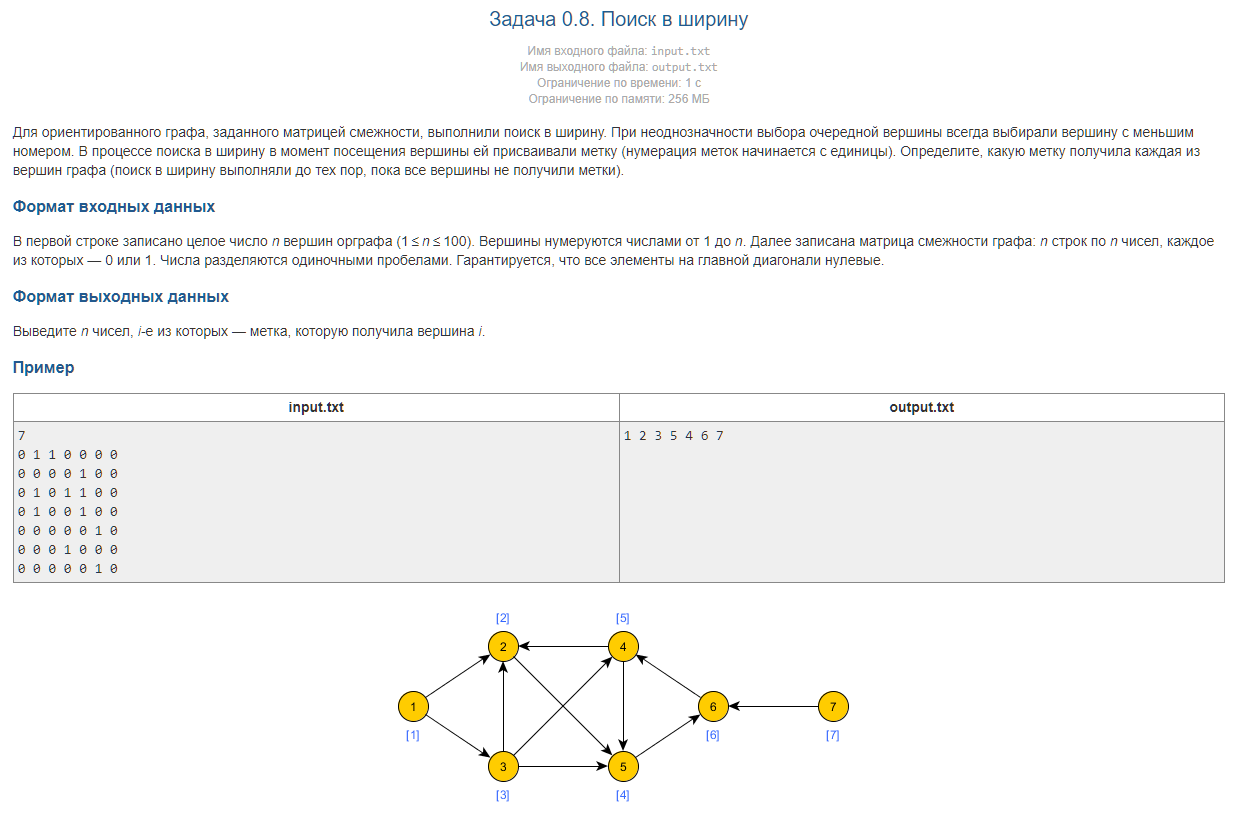 Задача 0.8. Поиск в ширину
Имя входного файла: input.txt
Имя выходного файла: output.txt
Ограничение по времени: 1 с
Ограничение по памяти: 256 МБ
Для ориентированного графа, заданного матрицей смежности, выполнили поиск в ширину. При неоднозначности выбора очередной вершины всегда выбирали вершину с меньшим
номером. В процессе поиска в ширину в момент посещения вершины ей присваивали метку (нумерация меток начинается с единицы). Определите, какую метку получила каждая из
вершин графа (поиск в ширину выполняли до тех пор, пока все вершины не получили метки).
Формат входных данных
В первой строке записано целое число n вершин орграфа (1 ≤ n ≤ 100). Вершины нумеруются числами от 1 до n. Далее записана матрица смежности графа: n строк по n чисел, каждое
из которых — 0 или 1. Числа разделяются одиночными пробелами. Гарантируется, что все элементы на главной диагонали нулевые.
Формат выходных данных
Выведите n чисел, i-е из которых — метка, которую получила вершина i.
Пример
input.txt output.txt
7 1 2 3 5 4 6 7
0 1 1 0 0 0 0
0 0 0 0 1 0 0
0 1 0 1 1 0 0
0 1 0 0 1 0 0
0 0 0 0 0 1 0
0 0 0 1 0 0 0
0 0 0 0 0 1 0
[2] [5]
2 4
1 6 7
[1] [6] [7]
3 5
[3] [4]